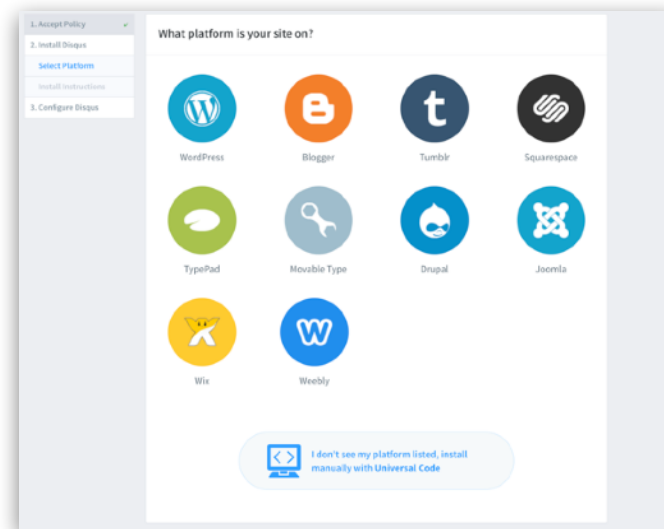 1. Accept Policy
2. Install Disqus
Select Platform
Install Instructions
3. Configure Disqus
What platform is your site on?
WordPress
Blogger
Tumblr
Squarespace
TypePad
Movable Type
Drupal
Joomla
Wix
Weebly
I don't see my platform listed, install
manually with Universal Code